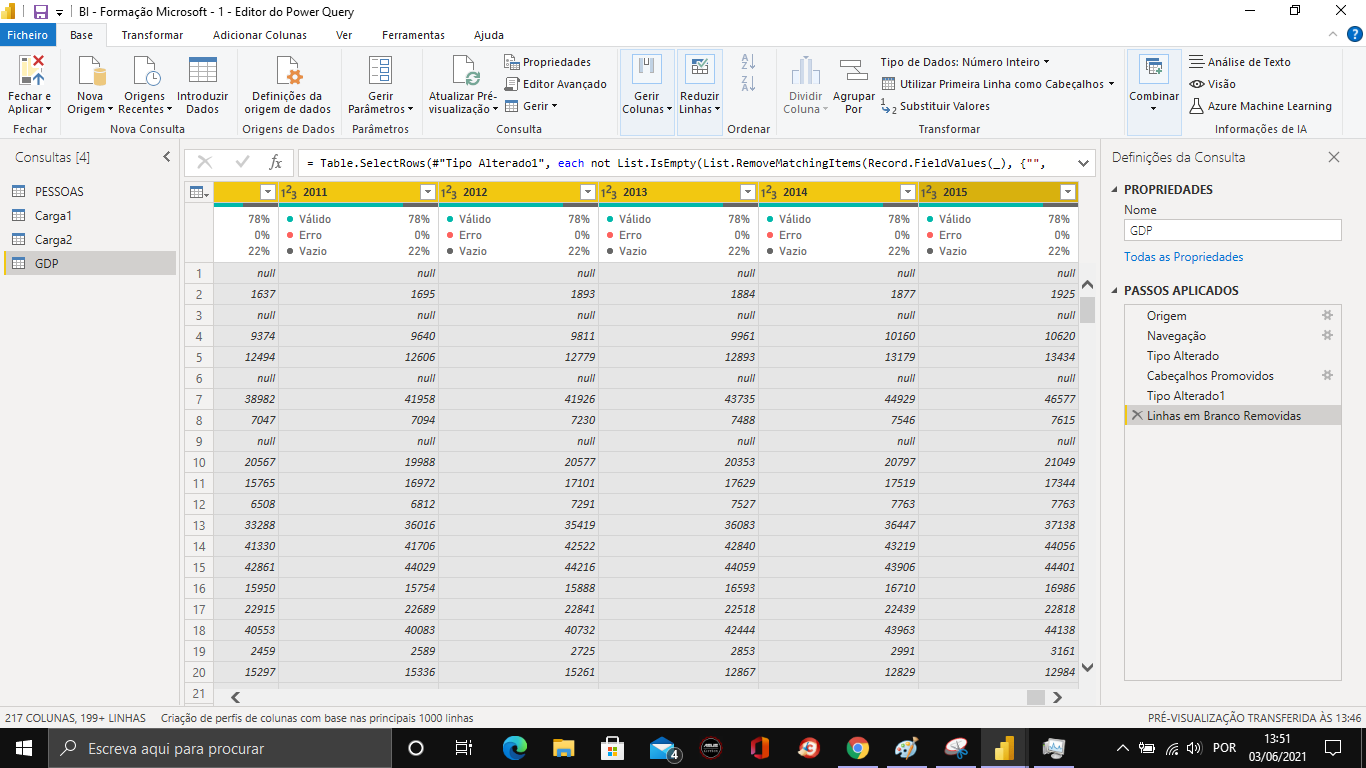 BI - Formação Microsoft - 1 - Editor do Power Query
Ficheiro Base Transformar Adicionar Colunas Ver Ferramentas Ajuda
Fechar e Aplicar
Fechar
Nova Origem
Origens Recentes
Introduzir Dados
Nova Consulta
Definições da origem de dados
Origens de Dados
Gerir Parâmetros
Parâmetros
Atualizar Pré-visualização
Propriedades
Editor Avançado
Gerir
Consulta
Gerir Colunas
Reduzir Linhas
Ordenar
Dividir Coluna
Agrupar Por
Tipo de Dados: Número Inteiro
Utilizar Primeira Linha como Cabeçalhos
Substituir Valores
Transformar
Combinar
Análise de Texto
Visão
Azure Machine Learning
Informações de IA
Consultas [4]
PESSOAS
Carga1
Carga2
GDP
= Table.SelectRows(#"Tipo Alterado1", each not List.IsEmpty(List.RemoveMatchingItems(Record.FieldValues(_), {"",
2011 2012 2013 2014 2015
78% Válido 78% Válido 78% Válido 78% Válido 78% Válido 78%
0% Erro 0% Erro 0% Erro 0% Erro 0% Erro 0%
22% Vazio 22% Vazio 22% Vazio 22% Vazio 22% Vazio 22%
1 null null null null null null
2 1637 1695 1893 1884 1877 1925
3 null null null null null null
4 9374 9640 9811 9961 10160 10620
5 12494 12606 12779 12893 13179 13434
6 null null null null null null
7 38982 41958 41926 43735 44929 46577
8 7047 7094 7230 7488 7546 7615
9 null null null null null null
10 20567 19988 20577 20353 20797 21049
11 15765 16972 17101 17629 17519 17344
12 6508 6812 7291 7527 7763 7763
13 33288 36016 35419 36083 36447 37138
14 41330 41706 42522 42840 43219 44056
15 42861 44029 44216 44059 43906 44401
16 15950 15754 15888 16593 16710 16986
17 22915 22689 22841 22518 22439 22818
18 40553 40083 40732 42444 43963 44138
19 2459 2589 2725 2853 2991 3161
20 15297 15336 15261 12867 12829 12984
21
Definições da Consulta
PROPRIEDADES
Nome
GDP
Todas as Propriedades
PASSOS APLICADOS
Origem
Navegação
Tipo Alterado
Cabeçalhos Promovidos
Tipo Alterado1
Linhas em Branco Removidas
217 COLUNAS, 199+ LINHAS Criação de perfis de colunas com base nas principais 1000 linhas PRÉ-VISUALIZAÇÃO TRANSFERIDA ÀS 13:46
Escreva aqui para procurar
4
POR
13:51
03/06/2021